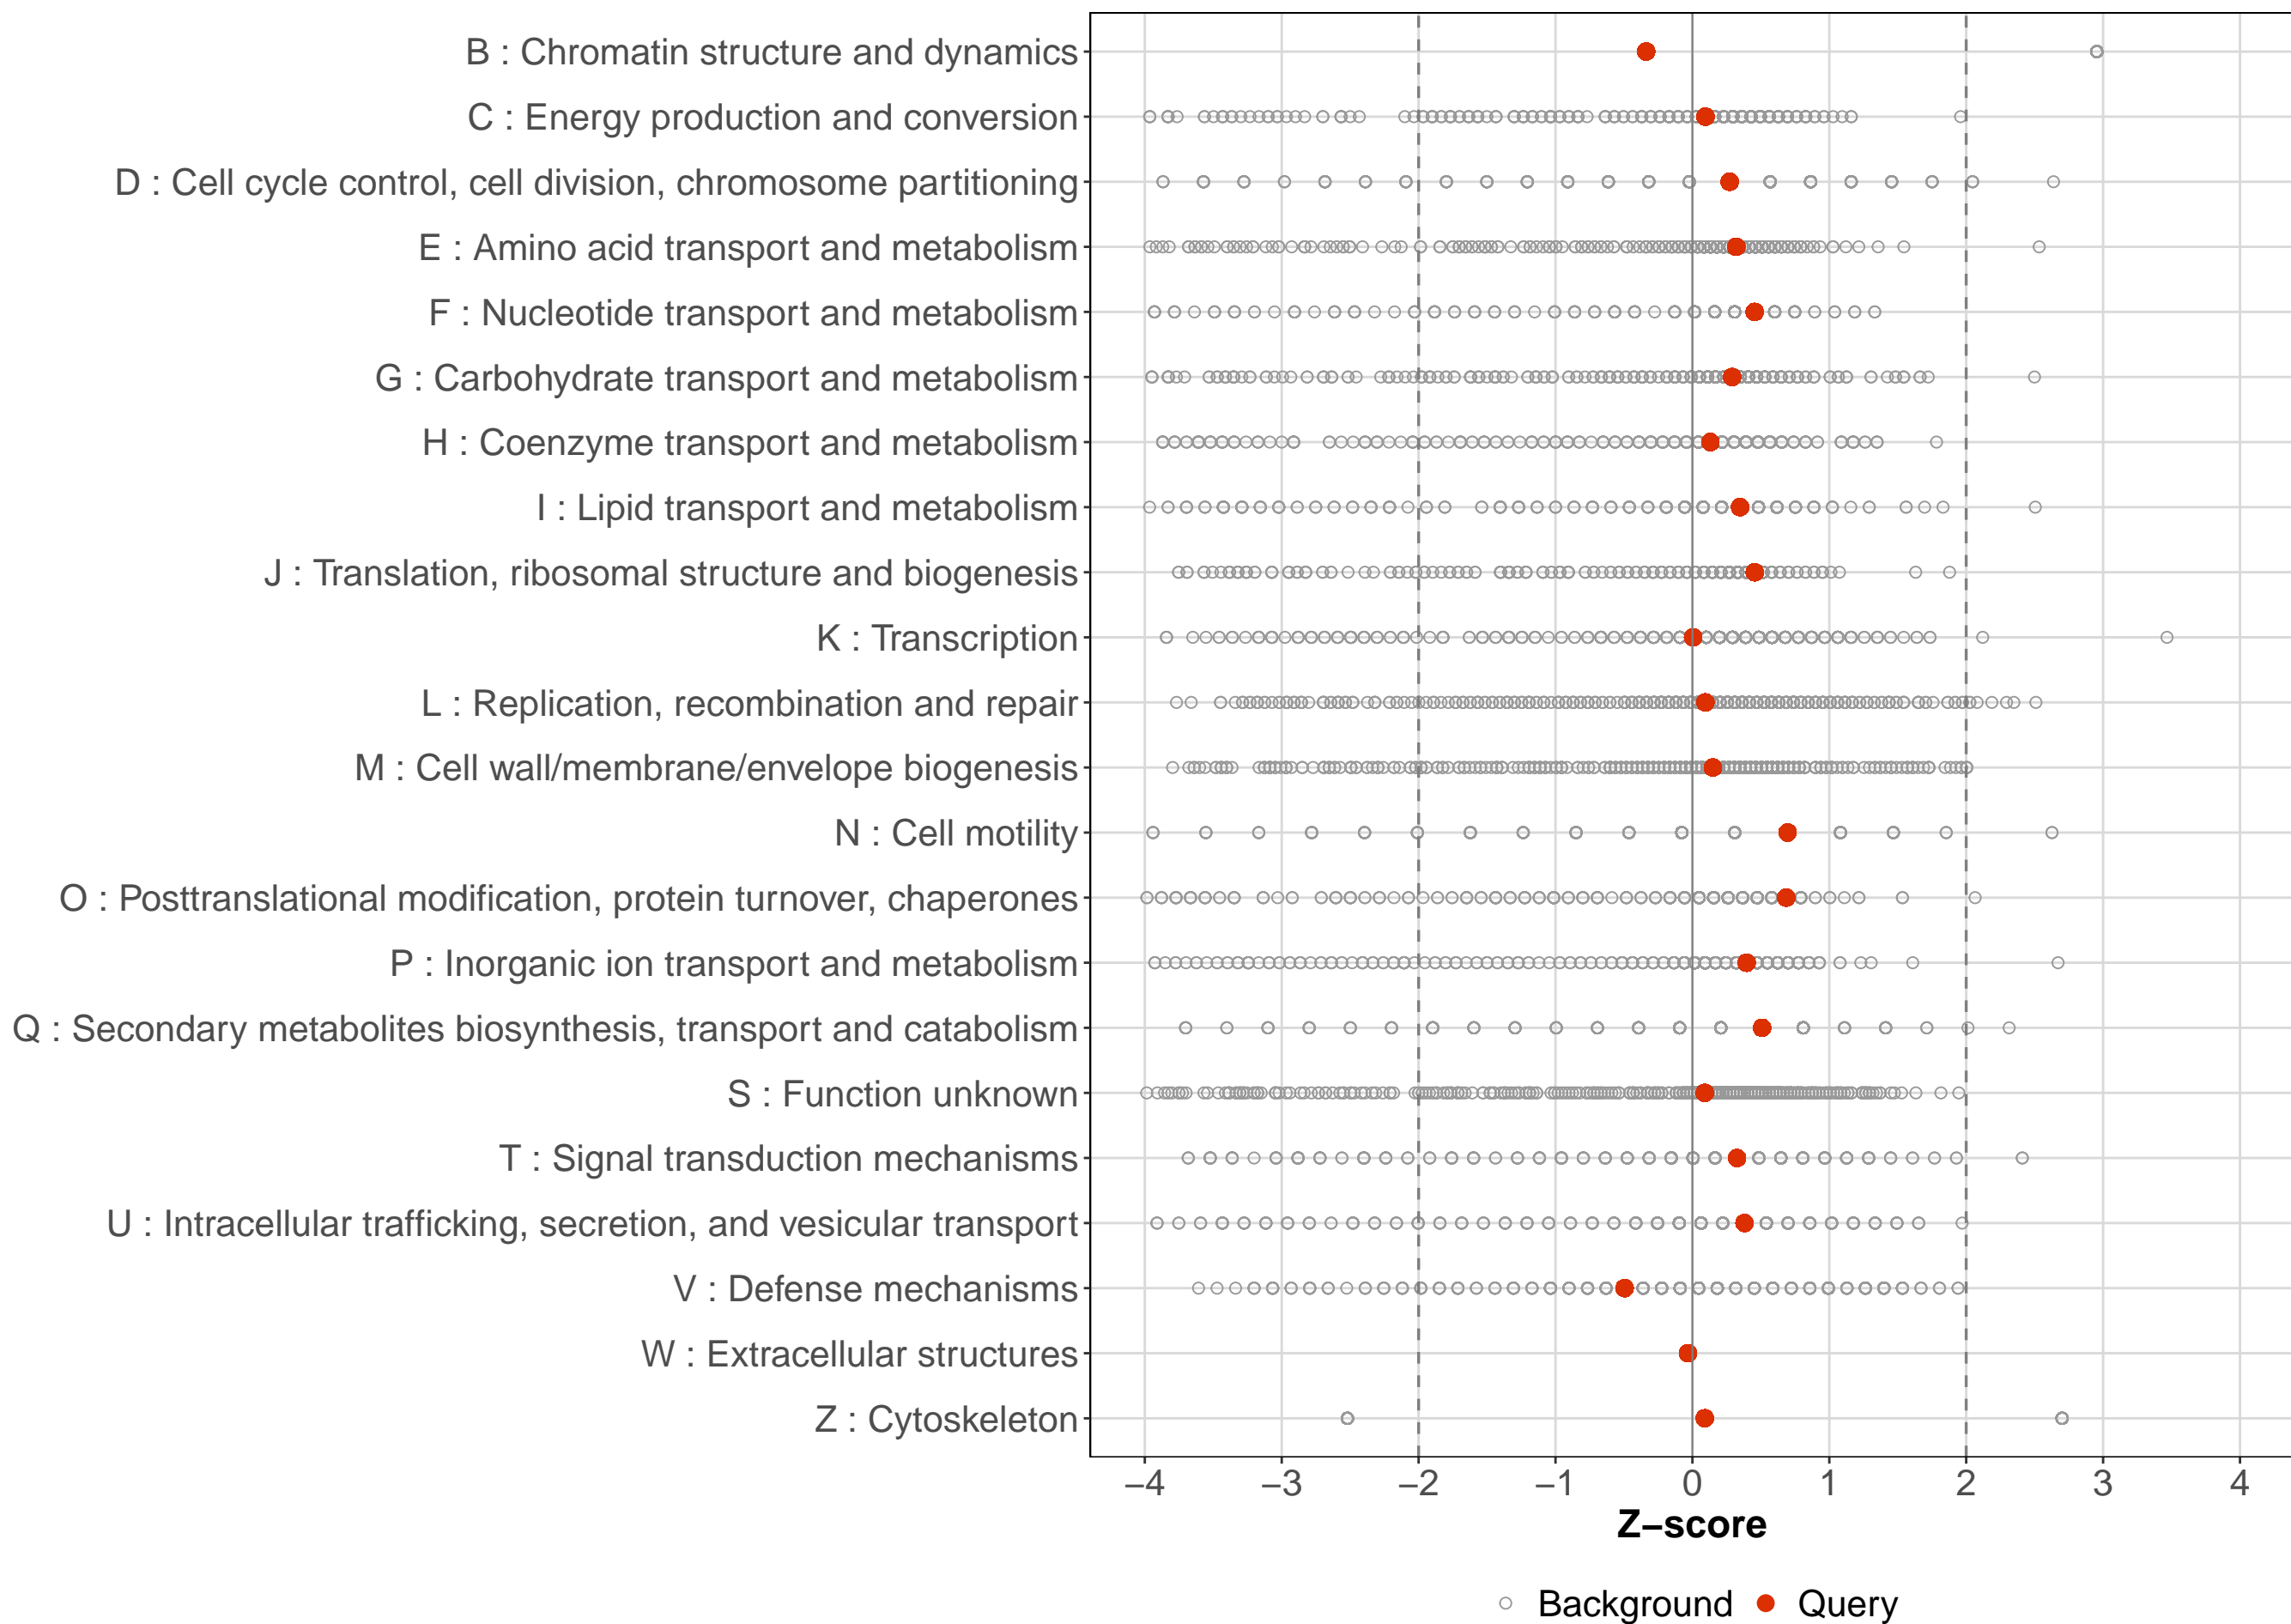 B : Chromatin structure and dynamics
C : Energy production and conversion
D : Cell cycle control, cell division, chromosome partitioning
E : Amino acid transport and metabolism
F : Nucleotide transport and metabolism
G : Carbohydrate transport and metabolism
H : Coenzyme transport and metabolism
I : Lipid transport and metabolism
J : Translation, ribosomal structure and biogenesis
K : Transcription
L : Replication, recombination and repair
M : Cell wall/membrane/envelope biogenesis
N : Cell motility
O : Posttranslational modification, protein turnover, chaperones
P : Inorganic ion transport and metabolism
Q : Secondary metabolites biosynthesis, transport and catabolism
S : Function unknown
T : Signal transduction mechanisms
U : Intracellular trafficking, secretion, and vesicular transport
V : Defense mechanisms
W : Extracellular structures
Z : Cytoskeleton
−4 −3 −2 −1 0 1 2 3 4
Z−score
Background Query